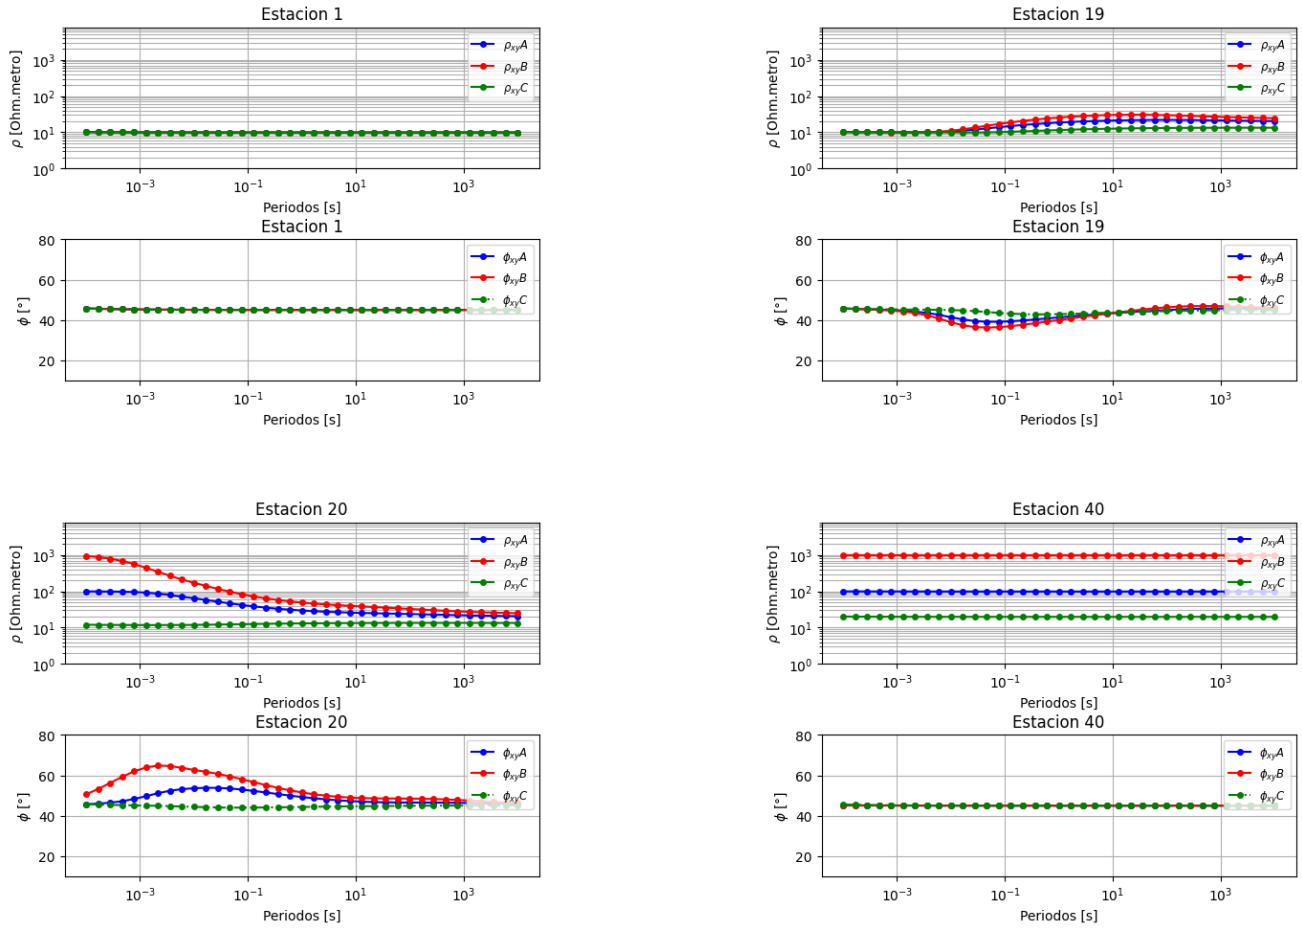 Estacion 1
ρ [Ohm.metro]
10³
10²
10¹
10⁰
ρxyA
ρxyB
ρxyC
10⁻³ 10⁻¹ 10¹ 10³
Periodos [s]
Estacion 1
ϕ [°]
80
60
40
20
ϕxyA
ϕxyB
ϕxyC
10⁻³ 10⁻¹ 10¹ 10³
Periodos [s]
Estacion 19
ρ [Ohm.metro]
10³
10²
10¹
10⁰
ρxyA
ρxyB
ρxyC
10⁻³ 10⁻¹ 10¹ 10³
Periodos [s]
Estacion 19
ϕ [°]
80
60
40
20
ϕxyA
ϕxyB
ϕxyC
10⁻³ 10⁻¹ 10¹ 10³
Periodos [s]
Estacion 20
ρ [Ohm.metro]
10³
10²
10¹
10⁰
ρxyA
ρxyB
ρxyC
10⁻³ 10⁻¹ 10¹ 10³
Periodos [s]
Estacion 20
ϕ [°]
80
60
40
20
ϕxyA
ϕxyB
ϕxyC
10⁻³ 10⁻¹ 10¹ 10³
Periodos [s]
Estacion 40
ρ [Ohm.metro]
10³
10²
10¹
10⁰
ρxyA
ρxyB
ρxyC
10⁻³ 10⁻¹ 10¹ 10³
Periodos [s]
Estacion 40
ϕ [°]
80
60
40
20
ϕxyA
ϕxyB
ϕxyC
10⁻³ 10⁻¹ 10¹ 10³
Periodos [s]